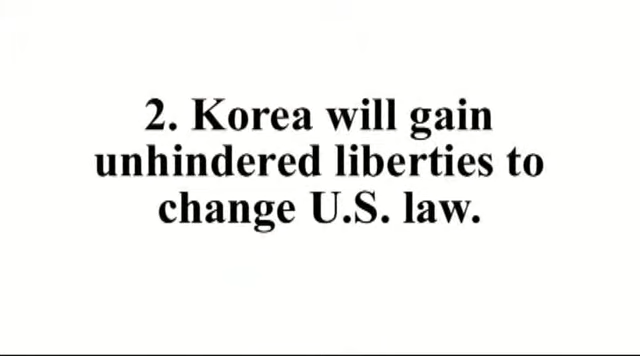 2. Korea will gain
unhindered liberties to
change U.S. law.